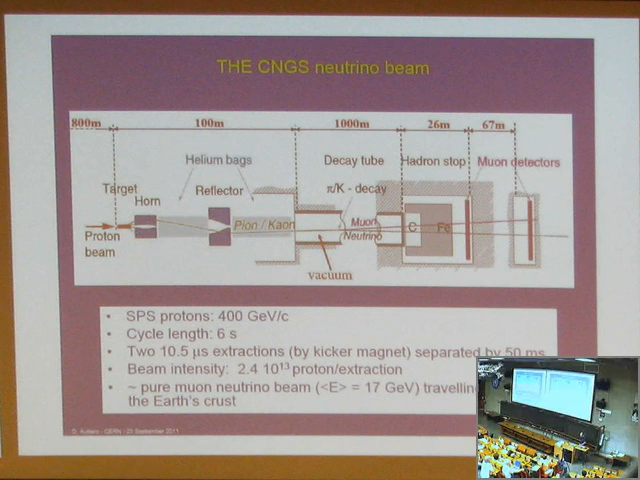 THE CNGS neutrino beam
800m 100m 1000m 26m 67m
Helium bags Decay tube Hadron stop Muon detectors
Target
Horn Reflector π/K - decay
Pion / Kaon Muon C Fe
Proton Neutrino
beam
vacuum
• SPS protons: 400 GeV/c
• Cycle length: 6 s
• Two 10.5 μs extractions (by kicker magnet) separated by 50 ms
• Beam intensity: 2.4 10¹³ proton/extraction
• ~ pure muon neutrino beam (<E> = 17 GeV) travelling
the Earth's crust
CERN - 23 September 2011